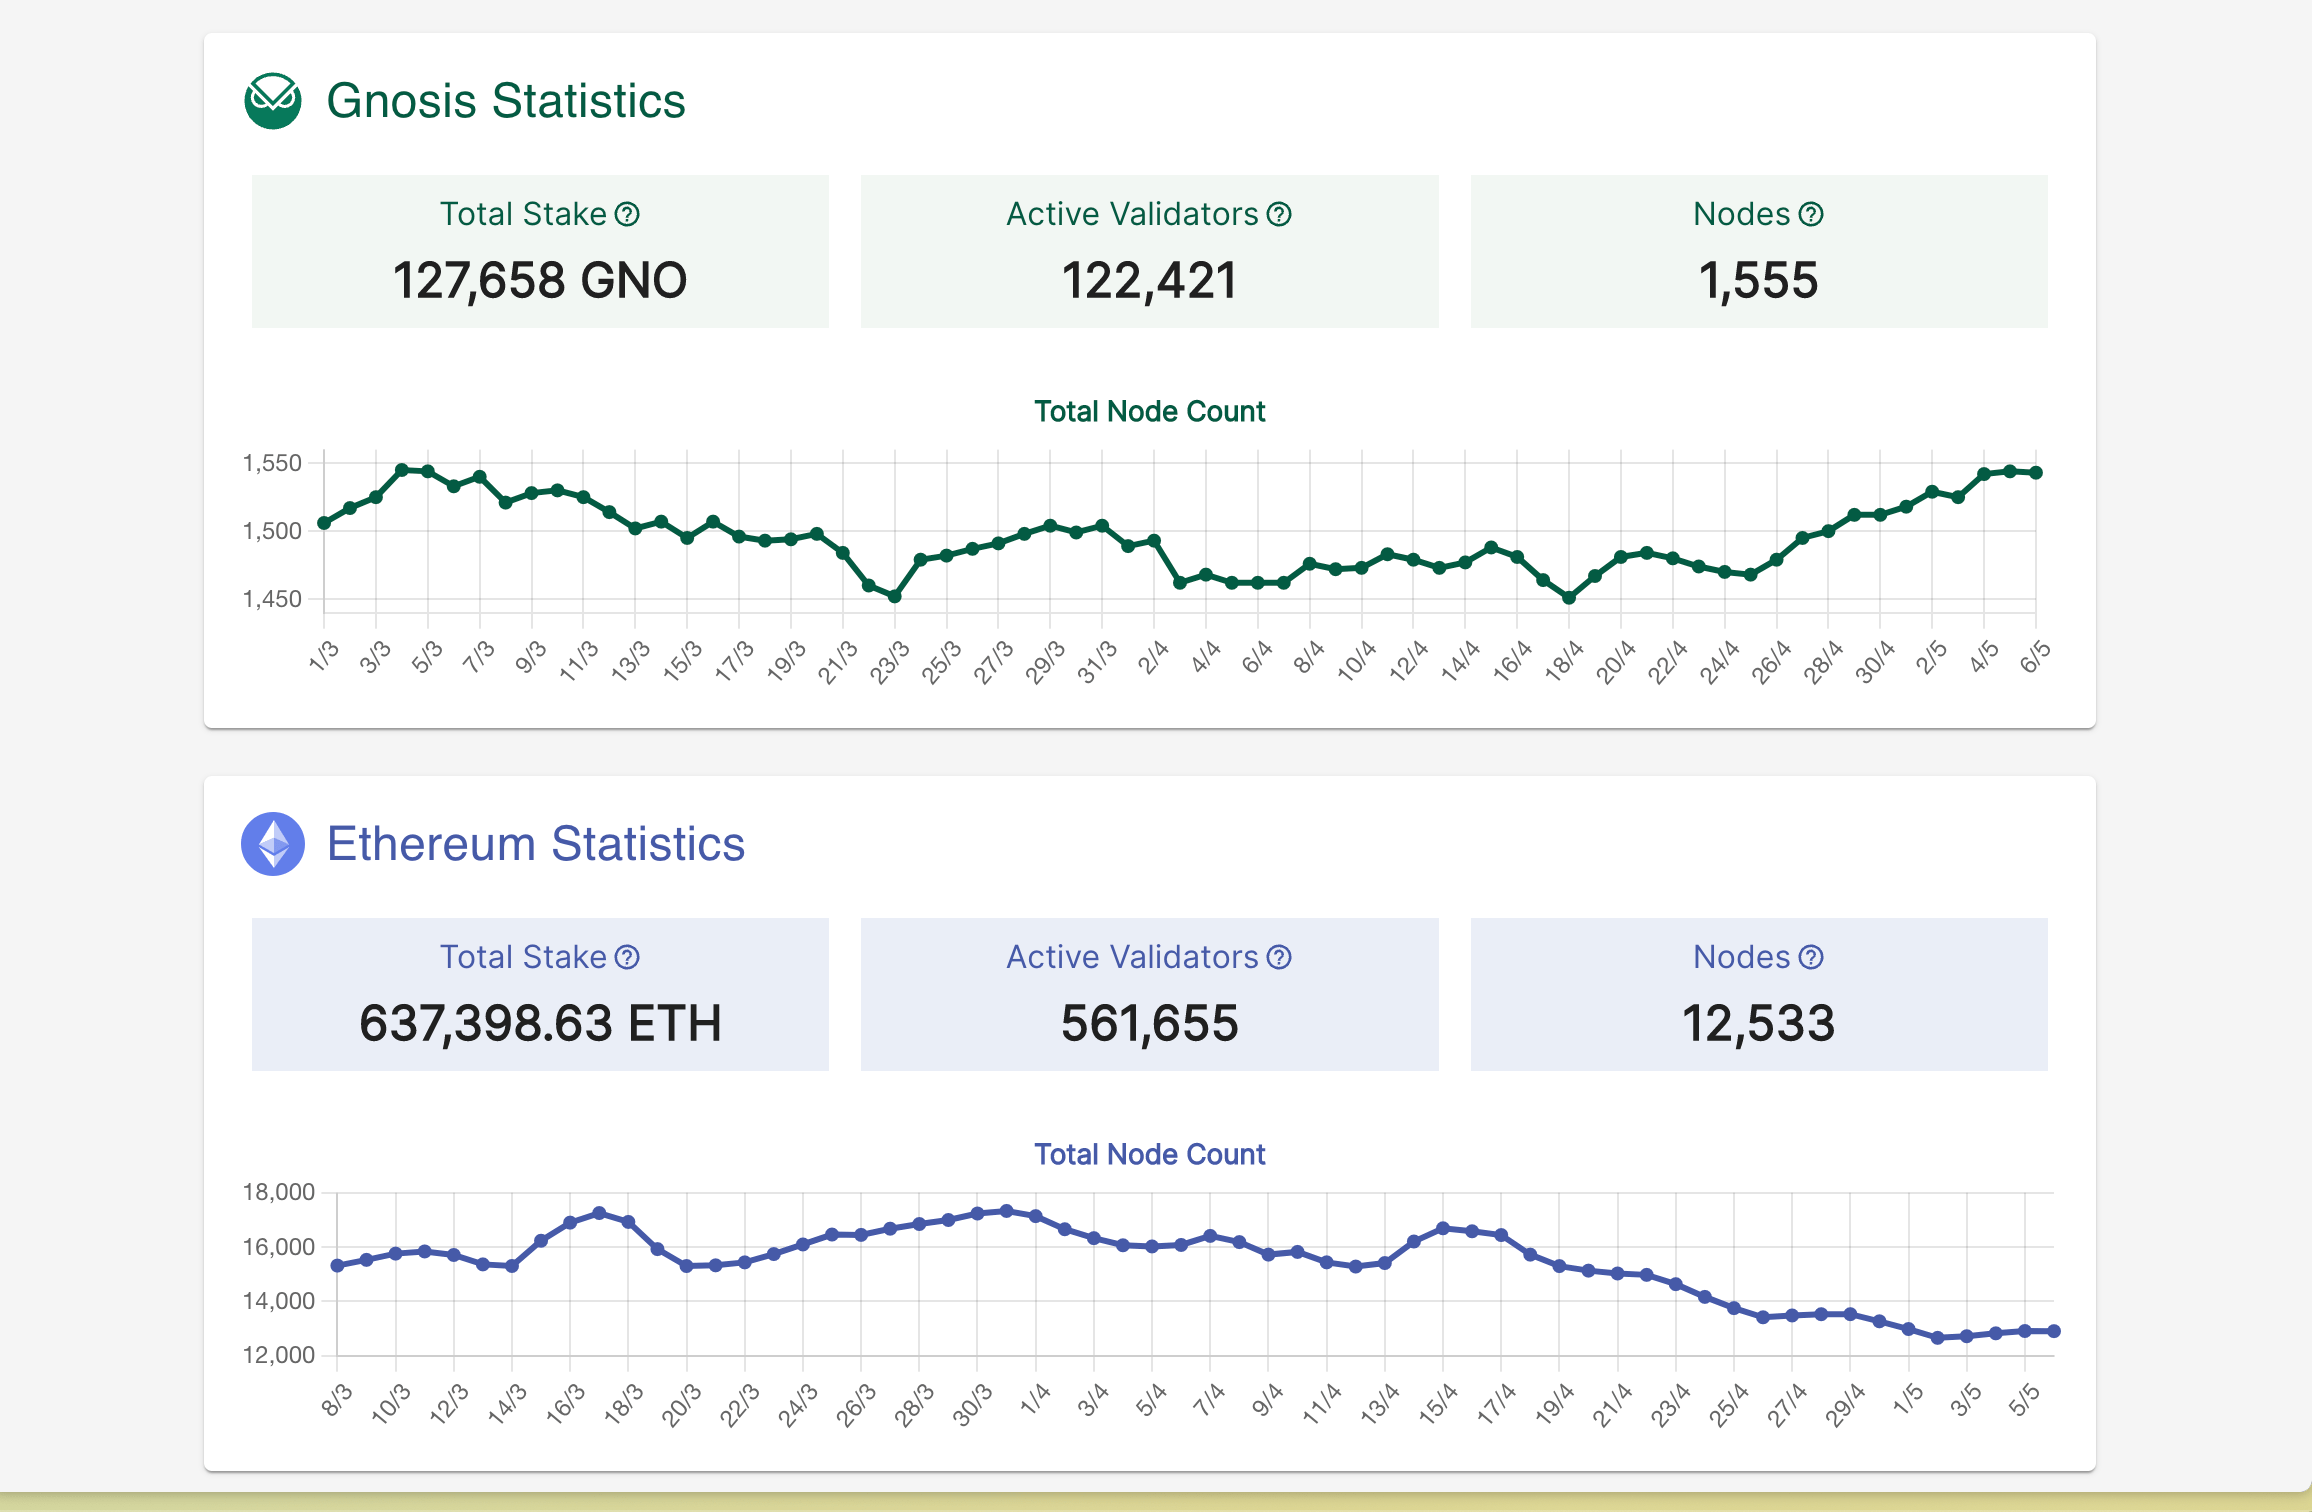 Gnosis Statistics
Total Stake
127,658 GNO
Active Validators
122,421
Nodes
1,555
Total Node Count
1,550
1,500
1,450
1/3 3/3 5/3 7/3 9/3 11/3 13/3 15/3 17/3 19/3 21/3 23/3 25/3 27/3 29/3 31/3 2/4 4/4 6/4 8/4 10/4 12/4 14/4 16/4 18/4 20/4 22/4 24/4 26/4 28/4 30/4 2/5 4/5 6/5
Ethereum Statistics
Total Stake
637,398.63 ETH
Active Validators
561,655
Nodes
12,533
Total Node Count
18,000
16,000
14,000
12,000
8/3 10/3 12/3 14/3 16/3 18/3 20/3 22/3 24/3 26/3 28/3 30/3 1/4 3/4 5/4 7/4 9/4 11/4 13/4 15/4 17/4 19/4 21/4 23/4 25/4 27/4 29/4 1/5 3/5 5/5